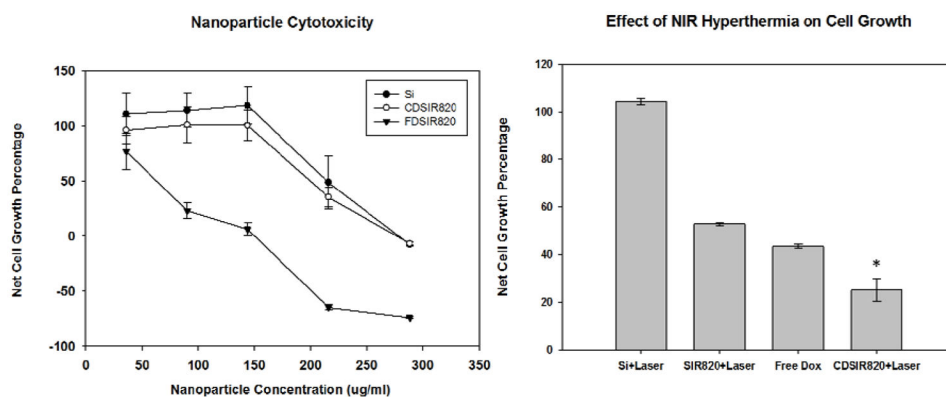 Nanoparticle Cytotoxicity
Net Cell Growth Percentage
150
100
50
0
-50
-100
Si
CDSIR820
FDSIR820
0 50 100 150 200 250 300 350
Nanoparticle Concentration (ug/ml)
Effect of NIR Hyperthermia on Cell Growth
Net Cell Growth Percentage
120
100
80
60
40
20
0
*
Si+Laser SIR820+Laser Free Dox CDSIR820+Laser